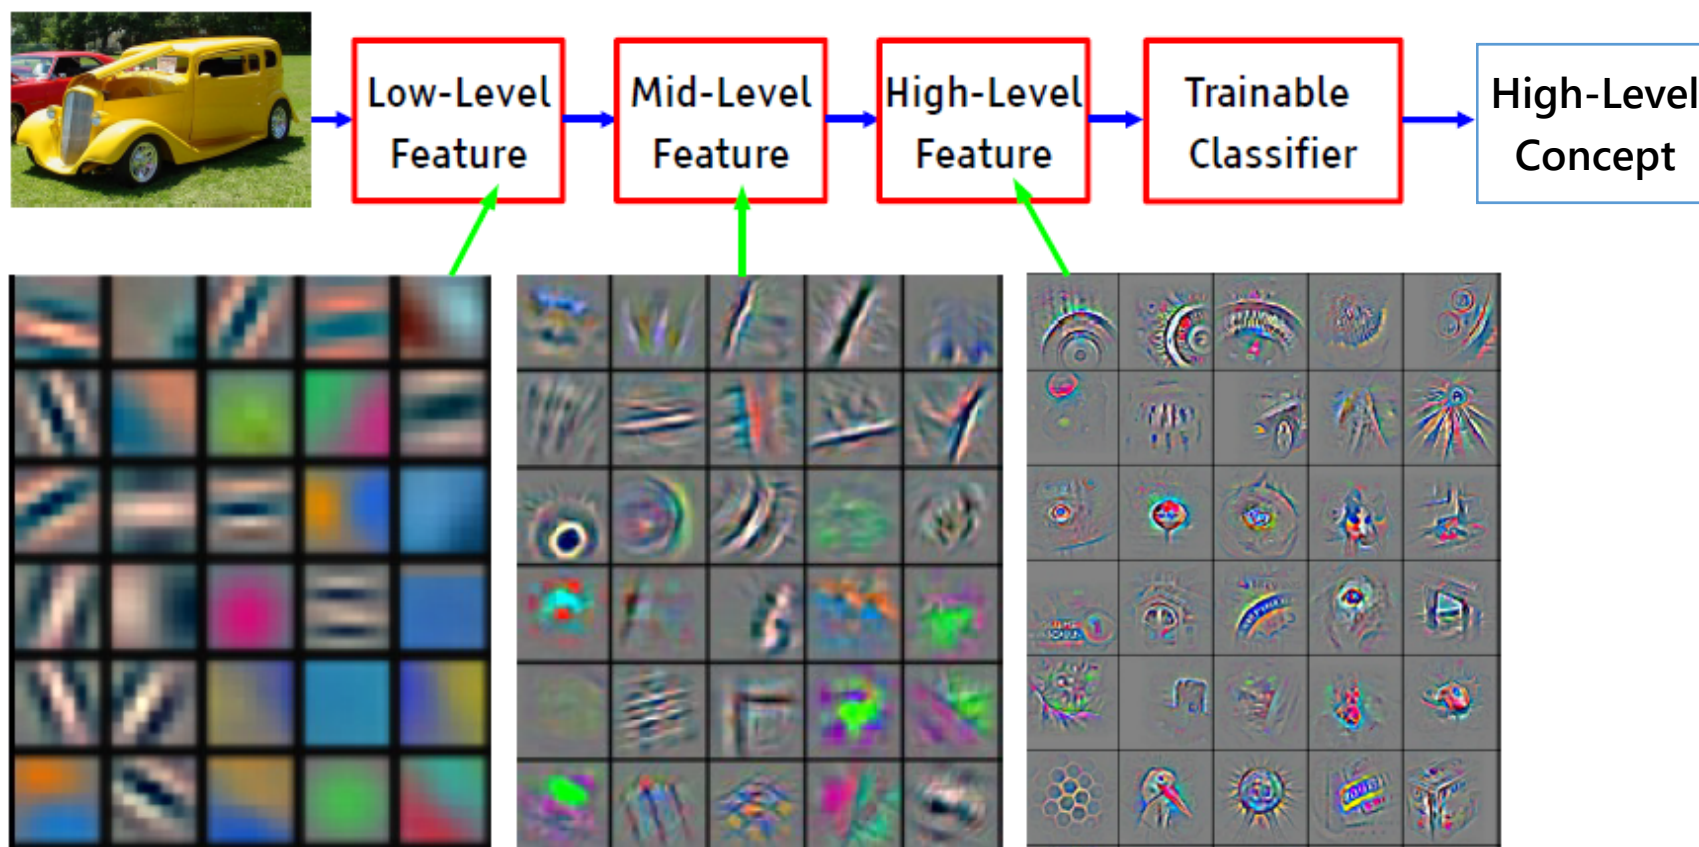 Low-Level
Feature
Mid-Level
Feature
High-Level
Feature
Trainable
Classifier
High-Level
Concept